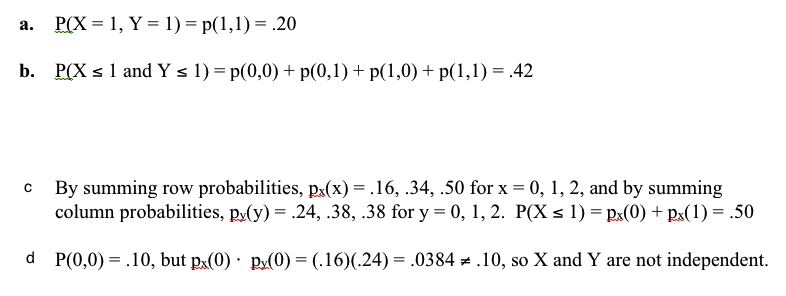 a. P(X = 1, Y = 1) = p(1,1) = .20
b. P(X ≤ 1 and Y ≤ 1) = p(0,0) + p(0,1) + p(1,0) + p(1,1) = .42
c By summing row probabilities, px(x) = .16, .34, .50 for x = 0, 1, 2, and by summing
column probabilities, py(y) = .24, .38, .38 for y = 0, 1, 2. P(X ≤ 1) = px(0) + px(1) = .50
d P(0,0) = .10, but px(0) · py(0) = (.16)(.24) = .0384 ≠ .10, so X and Y are not independent.